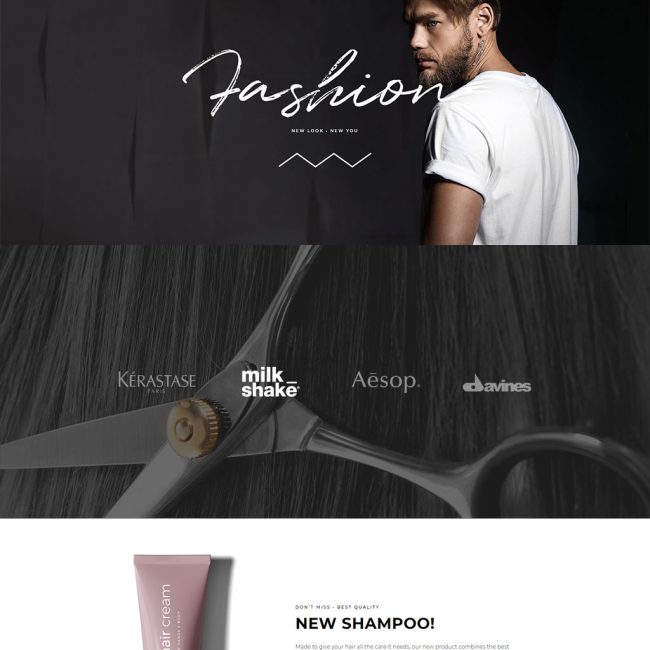 Fashion
NEW LOOK - NEW YOU
KÉRASTASE
PARIS
milk
shake
Aēsop.
davines
hair cream
DON'T MISS - BEST QUALITY
NEW SHAMPOO!
Made to give your hair all the care it needs, our new product combines the best